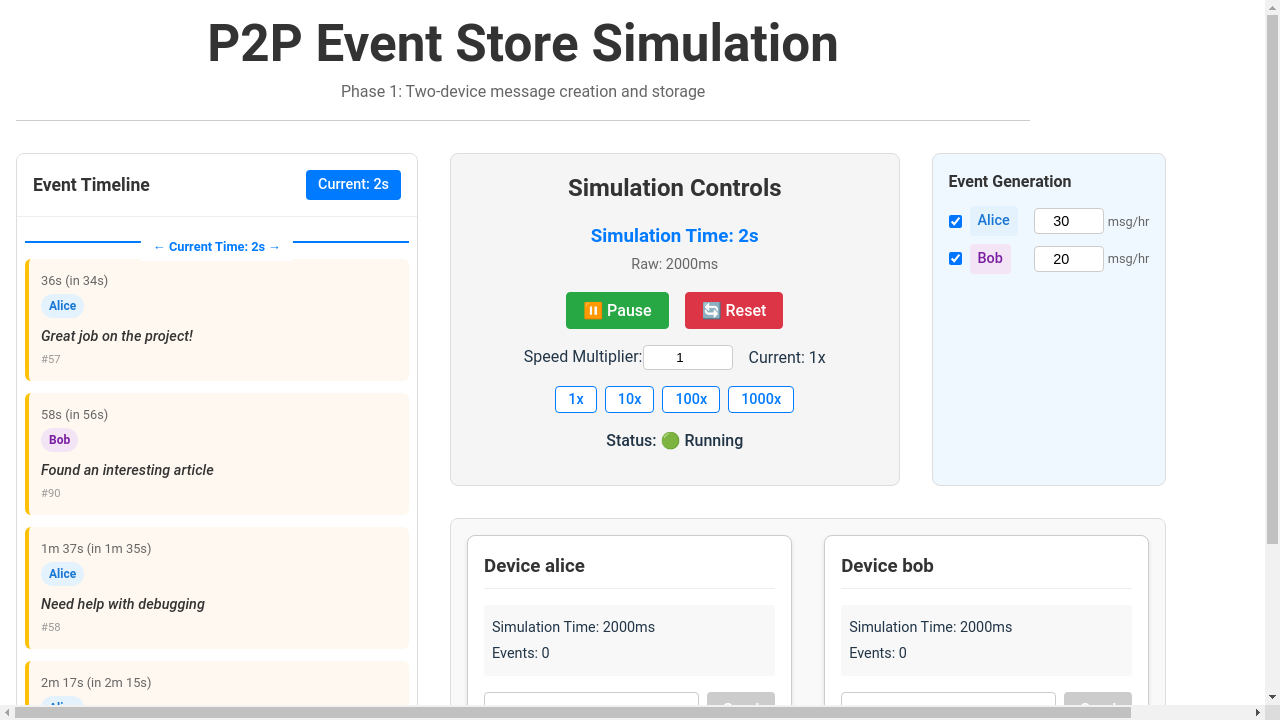 P2P Event Store Simulation
Phase 1: Two-device message creation and storage
Event Timeline
Current: 2s
← Current Time: 2s →
36s (in 34s)
Alice
Great job on the project!
#57
58s (in 56s)
Bob
Found an interesting article
#90
1m 37s (in 1m 35s)
Alice
Need help with debugging
#58
2m 17s (in 2m 15s)
Simulation Controls
Simulation Time: 2s
Raw: 2000ms
⏸️ Pause
🔄 Reset
Speed Multiplier: 1 Current: 1x
1x 10x 100x 1000x
Status: 🟢 Running
Event Generation
Alice 30 msg/hr
Bob 20 msg/hr
Device alice
Simulation Time: 2000ms
Events: 0
Device bob
Simulation Time: 2000ms
Events: 0